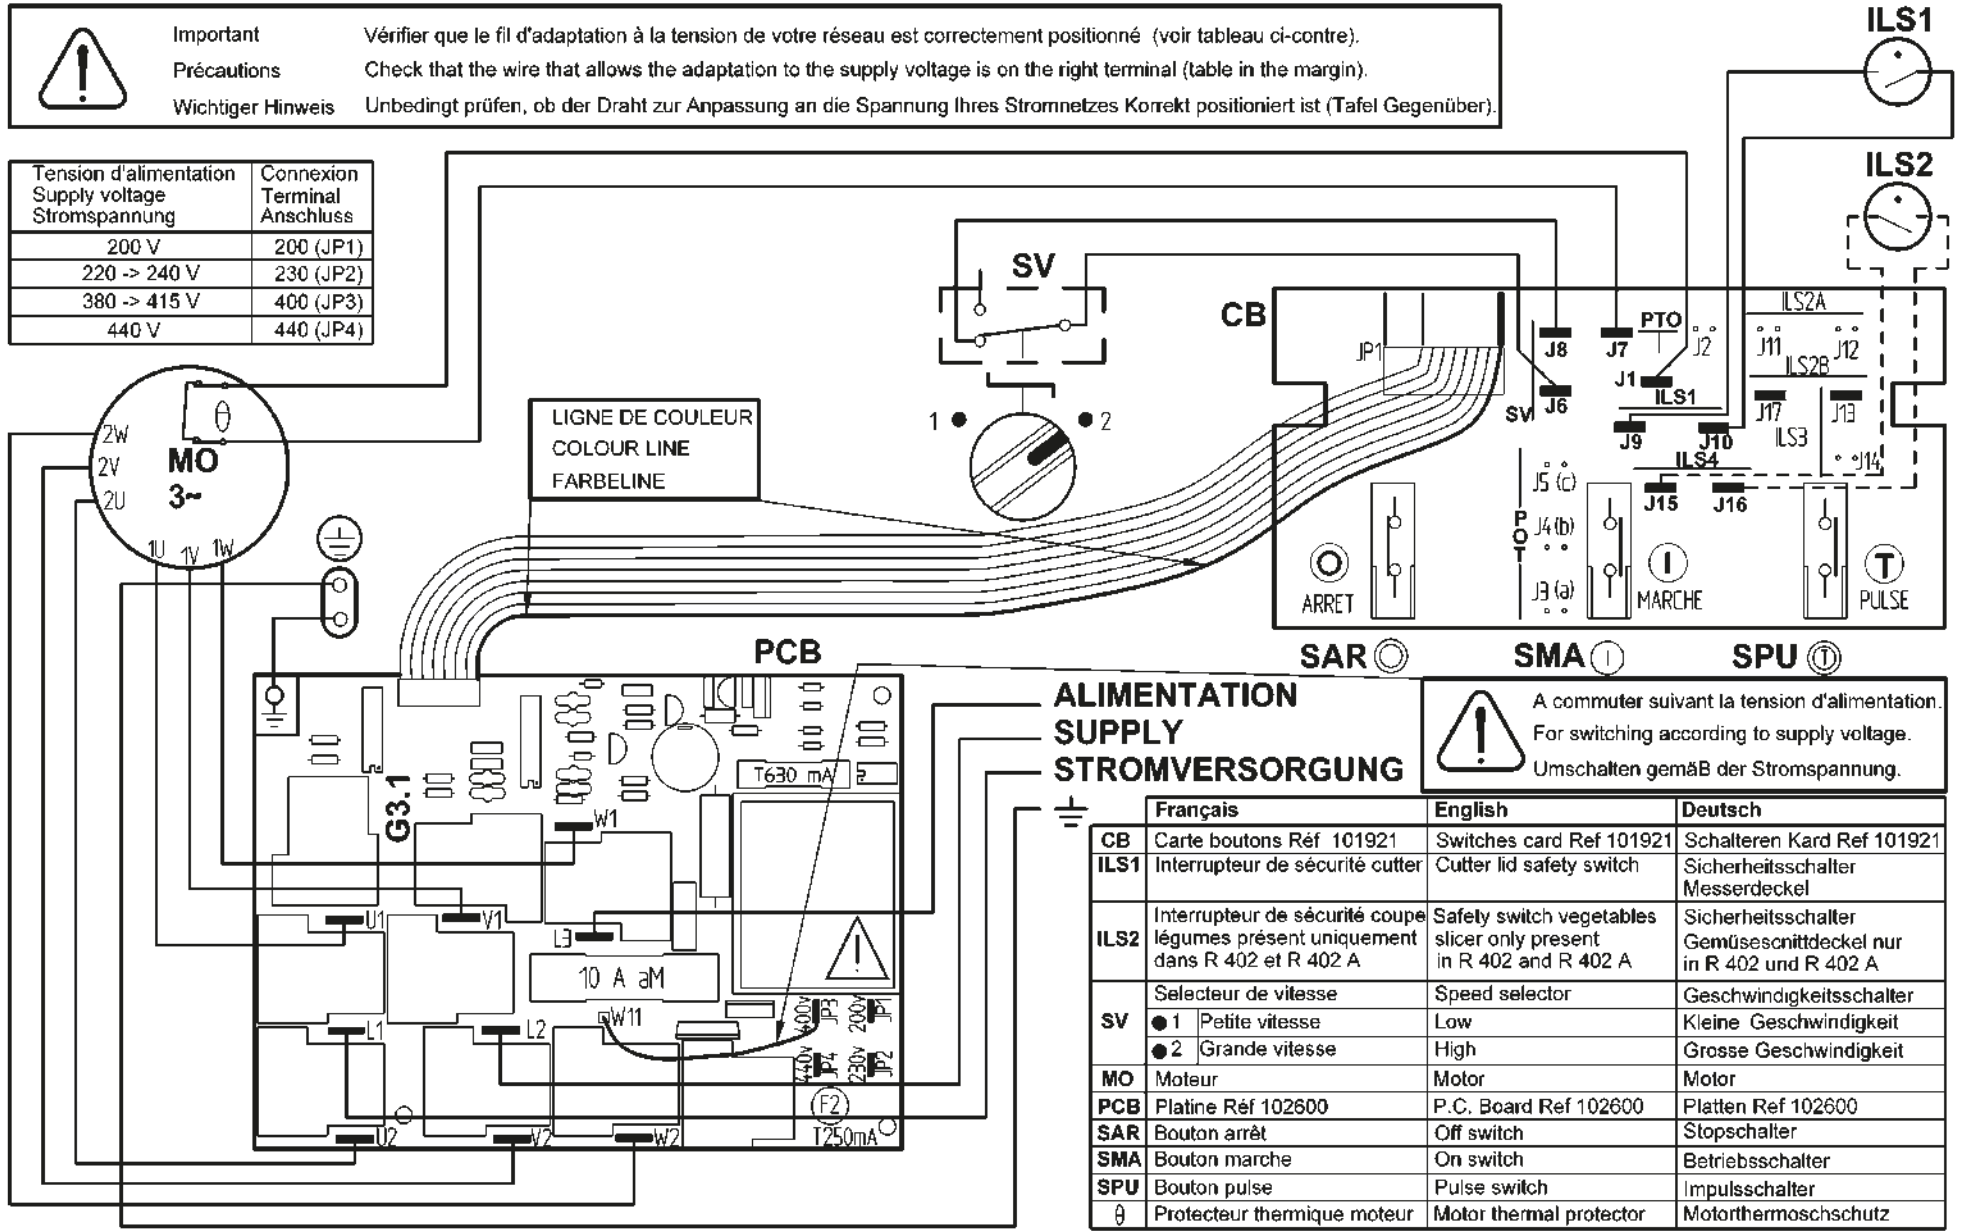 Important Vérifier que le fil d'adaptation à la tension de votre réseau est correctement positionné (voir tableau ci-contre).
Précautions Check that the wire that allows the adaptation to the supply voltage is on the right terminal (table in the margin).
Wichtiger Hinweis Unbedingt prüfen, ob der Draht zur Anpassung an die Spannung Ihres Stromnetzes Korrekt positioniert ist (Tafel Gegenüber).
ILS1
ILS2
Tension d'alimentation Connexion
Supply voltage Terminal
Stromspannung Anschluss
200 V 200 (JP1)
220 -> 240 V 230 (JP2)
380 -> 415 V 400 (JP3)
440 V 440 (JP4)
SV
1 2
CB
JP1
SV
J8
J6
J7
PTO
J2
J1
ILS1
J9
J10
ILS2A
J11
J12
ILS2B
J17
J13
ILS3
J14
ILS4
J15
J16
POT
J5 (c)
J4 (b)
J3 (a)
O
ARRET
I
MARCHE
T
PULSE
SAR
SMA I
SPU T
θ
MO
3~
2W
2V
2U
1U 1V 1W
LIGNE DE COULEUR
COLOUR LINE
FARBELINE
PCB
G3.1
T630 mA
W1
U1
V1
L3
10 A aM
W11
L1
L2
400v JP3
200v JP1
440v JP4
230v JP2
F2
T250mA
U2
V2
W2
ALIMENTATION
SUPPLY
STROMVERSORGUNG
A commuter suivant la tension d'alimentation.
For switching according to supply voltage.
Umschalten gemäB der Stromspannung.
Français English Deutsch
CB Carte boutons Réf 101921 Switches card Ref 101921 Schalteren Kard Ref 101921
ILS1 Interrupteur de sécurité cutter Cutter lid safety switch Sicherheitsschalter
Messerdeckel
Interrupteur de sécurité coupe Safety switch vegetables Sicherheitsschalter
ILS2 légumes présent uniquement slicer only present Gemüsescnittdeckel nur
dans R 402 et R 402 A in R 402 and R 402 A in R 402 und R 402 A
Selecteur de vitesse Speed selector Geschwindigkeitsschalter
SV 1 Petite vitesse Low Kleine Geschwindigkeit
2 Grande vitesse High Grosse Geschwindigkeit
MO Moteur Motor Motor
PCB Platine Réf 102600 P.C. Board Ref 102600 Platten Ref 102600
SAR Bouton arrêt Off switch Stopschalter
SMA Bouton marche On switch Betriebsschalter
SPU Bouton pulse Pulse switch Impulsschalter
θ Protecteur thermique moteur Motor thermal protector Motorthermoschschutz